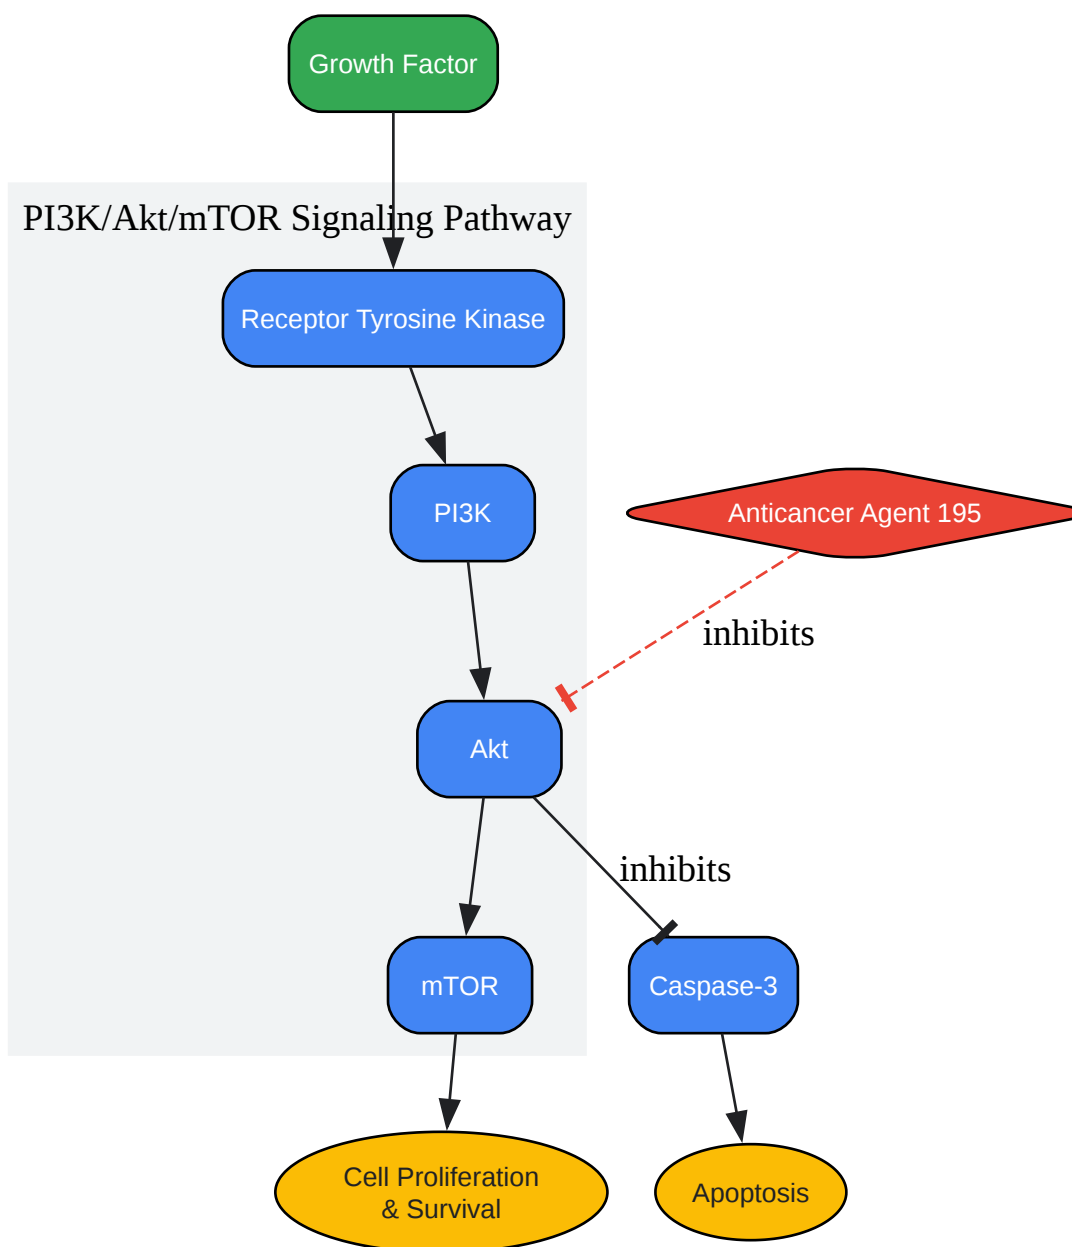 Growth Factor
PI3K/Akt/mTOR Signaling Pathway
Receptor Tyrosine Kinase
PI3K
Anticancer Agent 195
inhibits
Akt
inhibits
mTOR
Caspase-3
Cell Proliferation
& Survival
Apoptosis